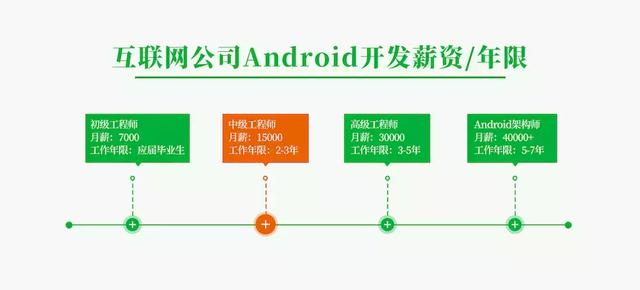 互联网公司Android开发薪资/年限
初级工程师
月薪：7000
工作年限：应届毕业生
中级工程师
月薪：15000
工作年限：2-3年
高级工程师
月薪：30000
工作年限：3-5年
Android架构师
月薪：40000+
工作年限：5-7年